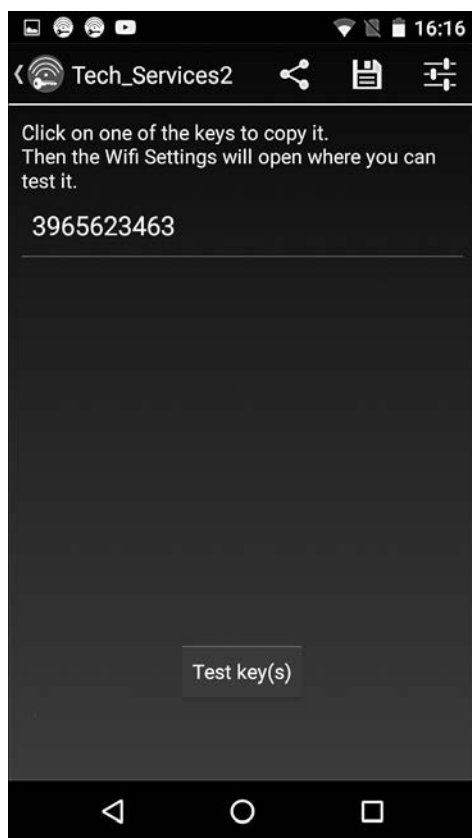 16:16
Tech_Services2
Click on one of the keys to copy it.
Then the Wifi Settings will open where you can
test it.
3965623463
Test key(s)